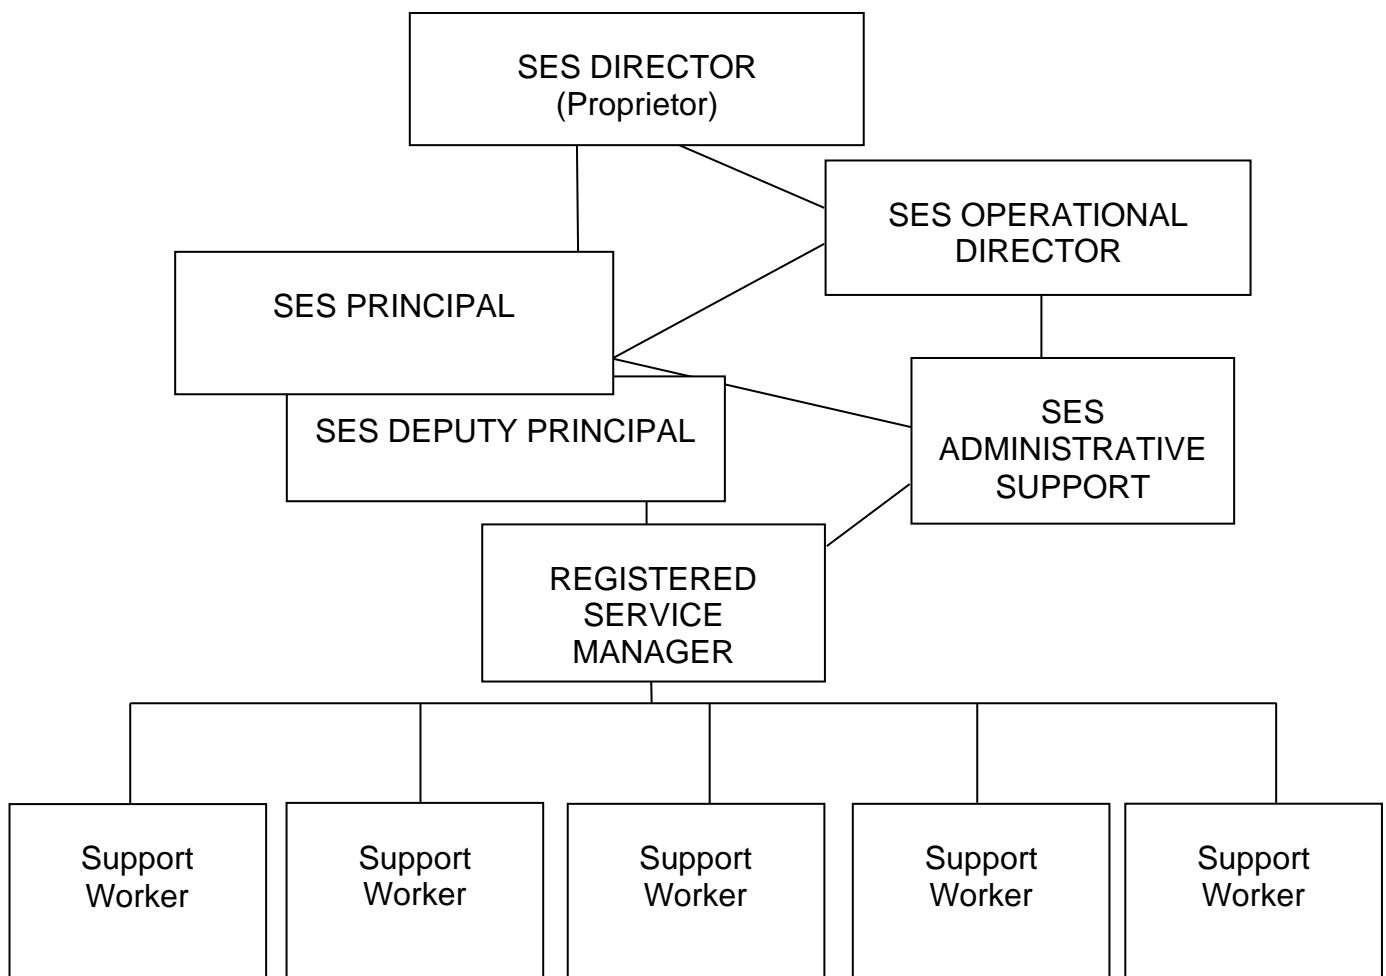 SES DIRECTOR
(Proprietor)
SES OPERATIONAL
DIRECTOR
SES PRINCIPAL
SES DEPUTY PRINCIPAL
SES
ADMINISTRATIVE
SUPPORT
REGISTERED
SERVICE
MANAGER
Support
Worker
Support
Worker
Support
Worker
Support
Worker
Support
Worker